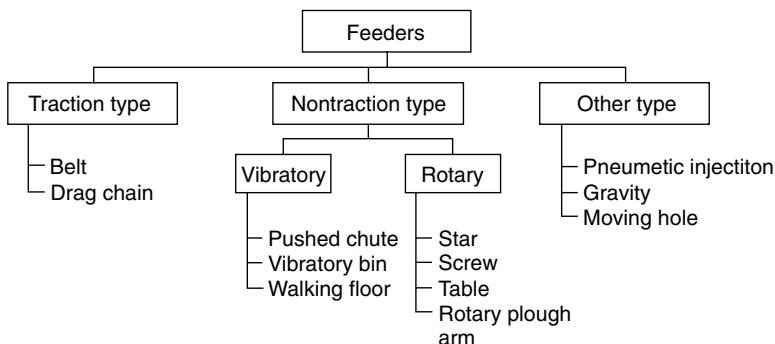 Feeders
Traction type
Nontraction type
Other type
Belt
Drag chain
Vibratory
Rotary
Pneumetic injectiton
Gravity
Moving hole
Pushed chute
Vibratory bin
Walking floor
Star
Screw
Table
Rotary plough
arm